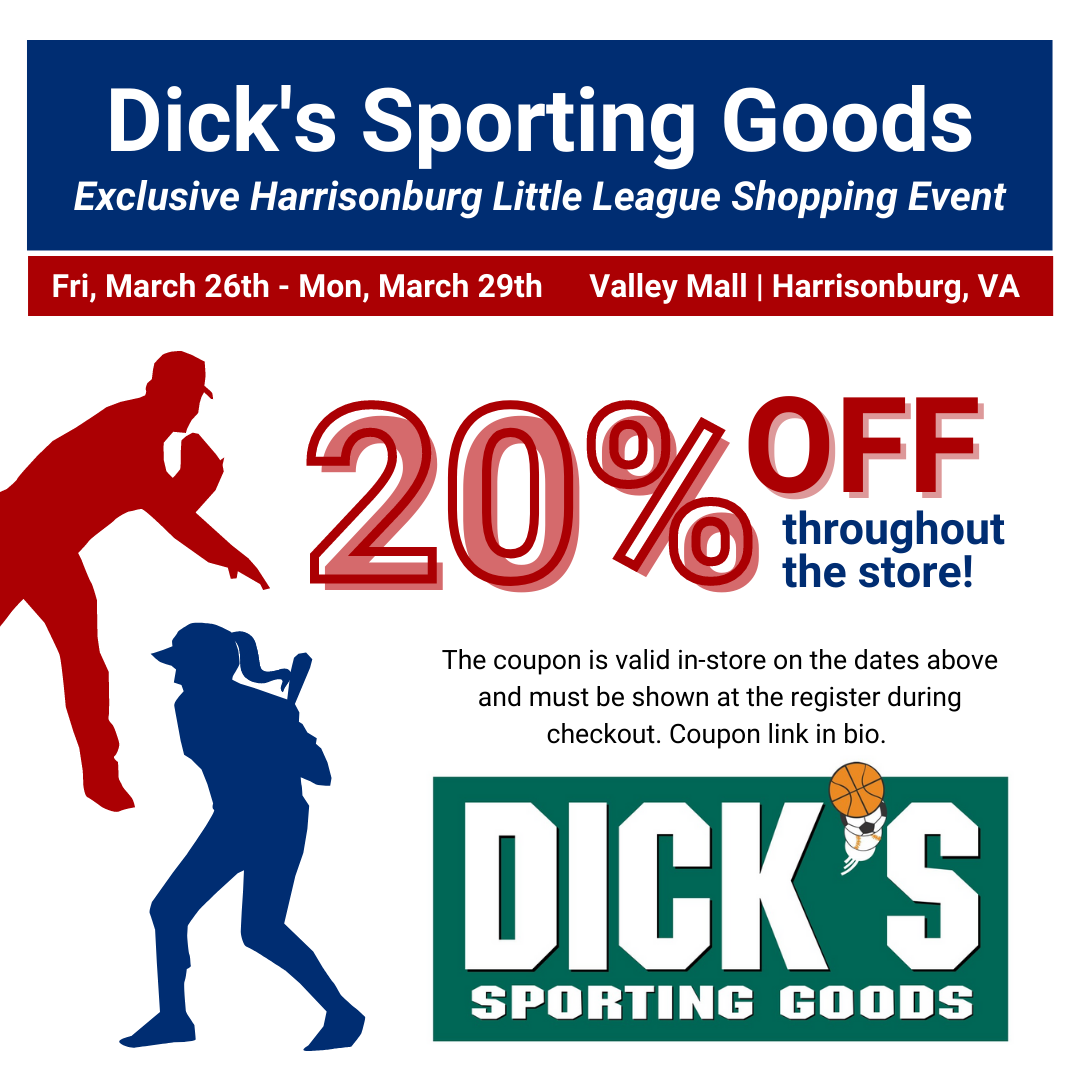 Dick's Sporting Goods
Exclusive Harrisonburg Little League Shopping Event
Fri, March 26th - Mon, March 29th Valley Mall | Harrisonburg, VA
20% OFF
throughout
the store!
The coupon is valid in-store on the dates above
and must be shown at the register during
checkout. Coupon link in bio.
DICK'S
SPORTING GOODS